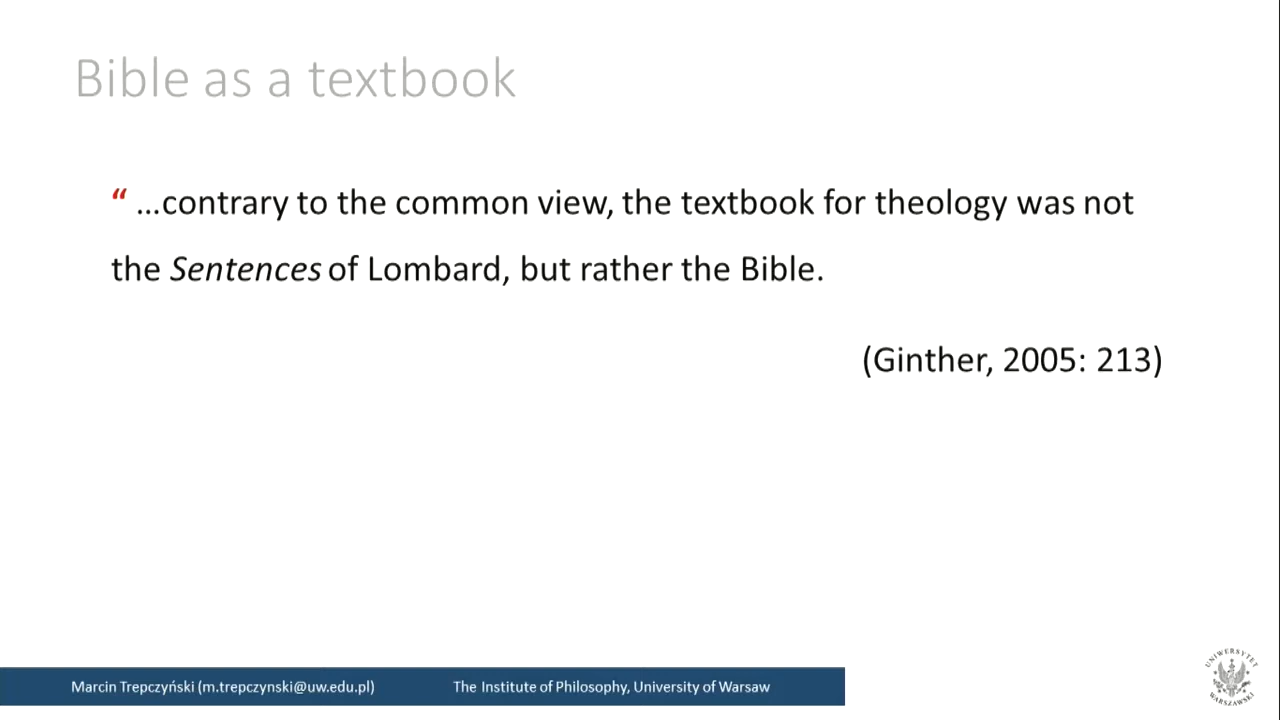 Bible as a textbook
“ ...contrary to the common view, the textbook for theology was not
the Sentences of Lombard, but rather the Bible.
(Ginther, 2005: 213)
Marcin Trepczyński (m.trepczynski@uw.edu.pl)
The Institute of Philosophy, University of Warsaw
UNIWERSYTET
WARSZAWSKI